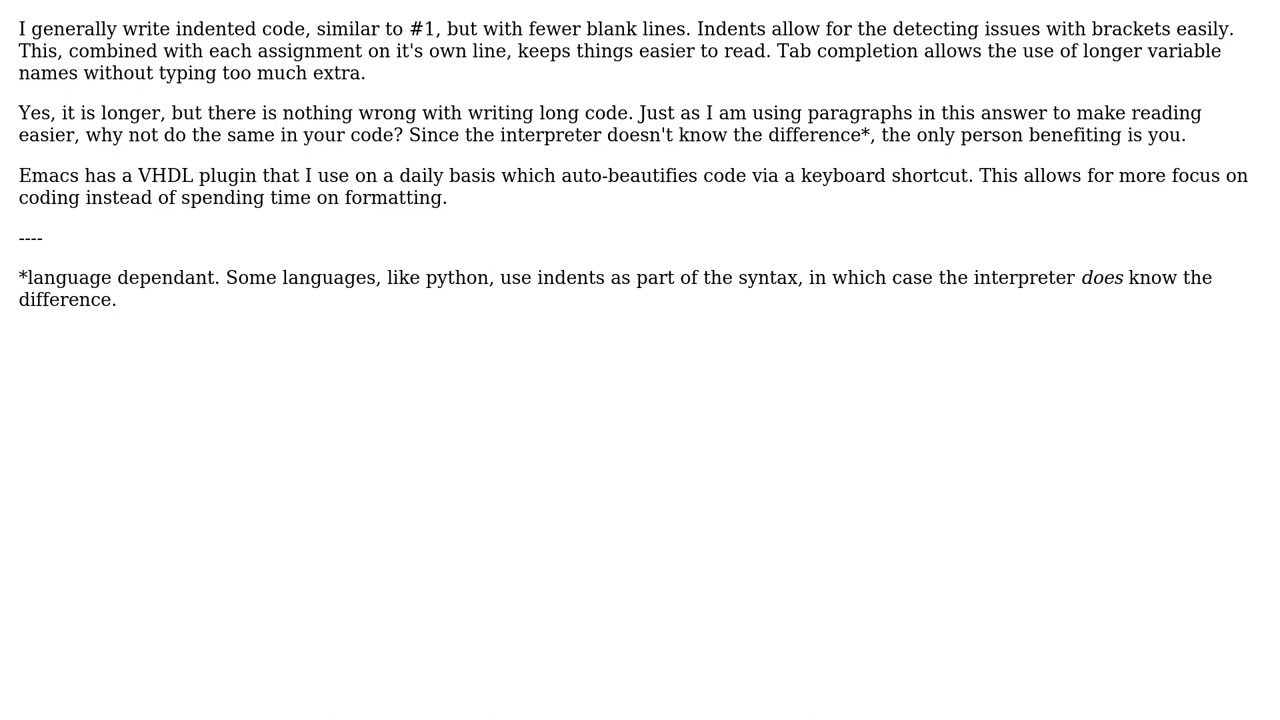 I generally write indented code, similar to #1, but with fewer blank lines. Indents allow for the detecting issues with brackets easily.
This, combined with each assignment on it's own line, keeps things easier to read. Tab completion allows the use of longer variable
names without typing too much extra.
Yes, it is longer, but there is nothing wrong with writing long code. Just as I am using paragraphs in this answer to make reading
easier, why not do the same in your code? Since the interpreter doesn't know the difference*, the only person benefiting is you.
Emacs has a VHDL plugin that I use on a daily basis which auto-beautifies code via a keyboard shortcut. This allows for more focus on
coding instead of spending time on formatting.
----
*language dependant. Some languages, like python, use indents as part of the syntax, in which case the interpreter does know the
difference.